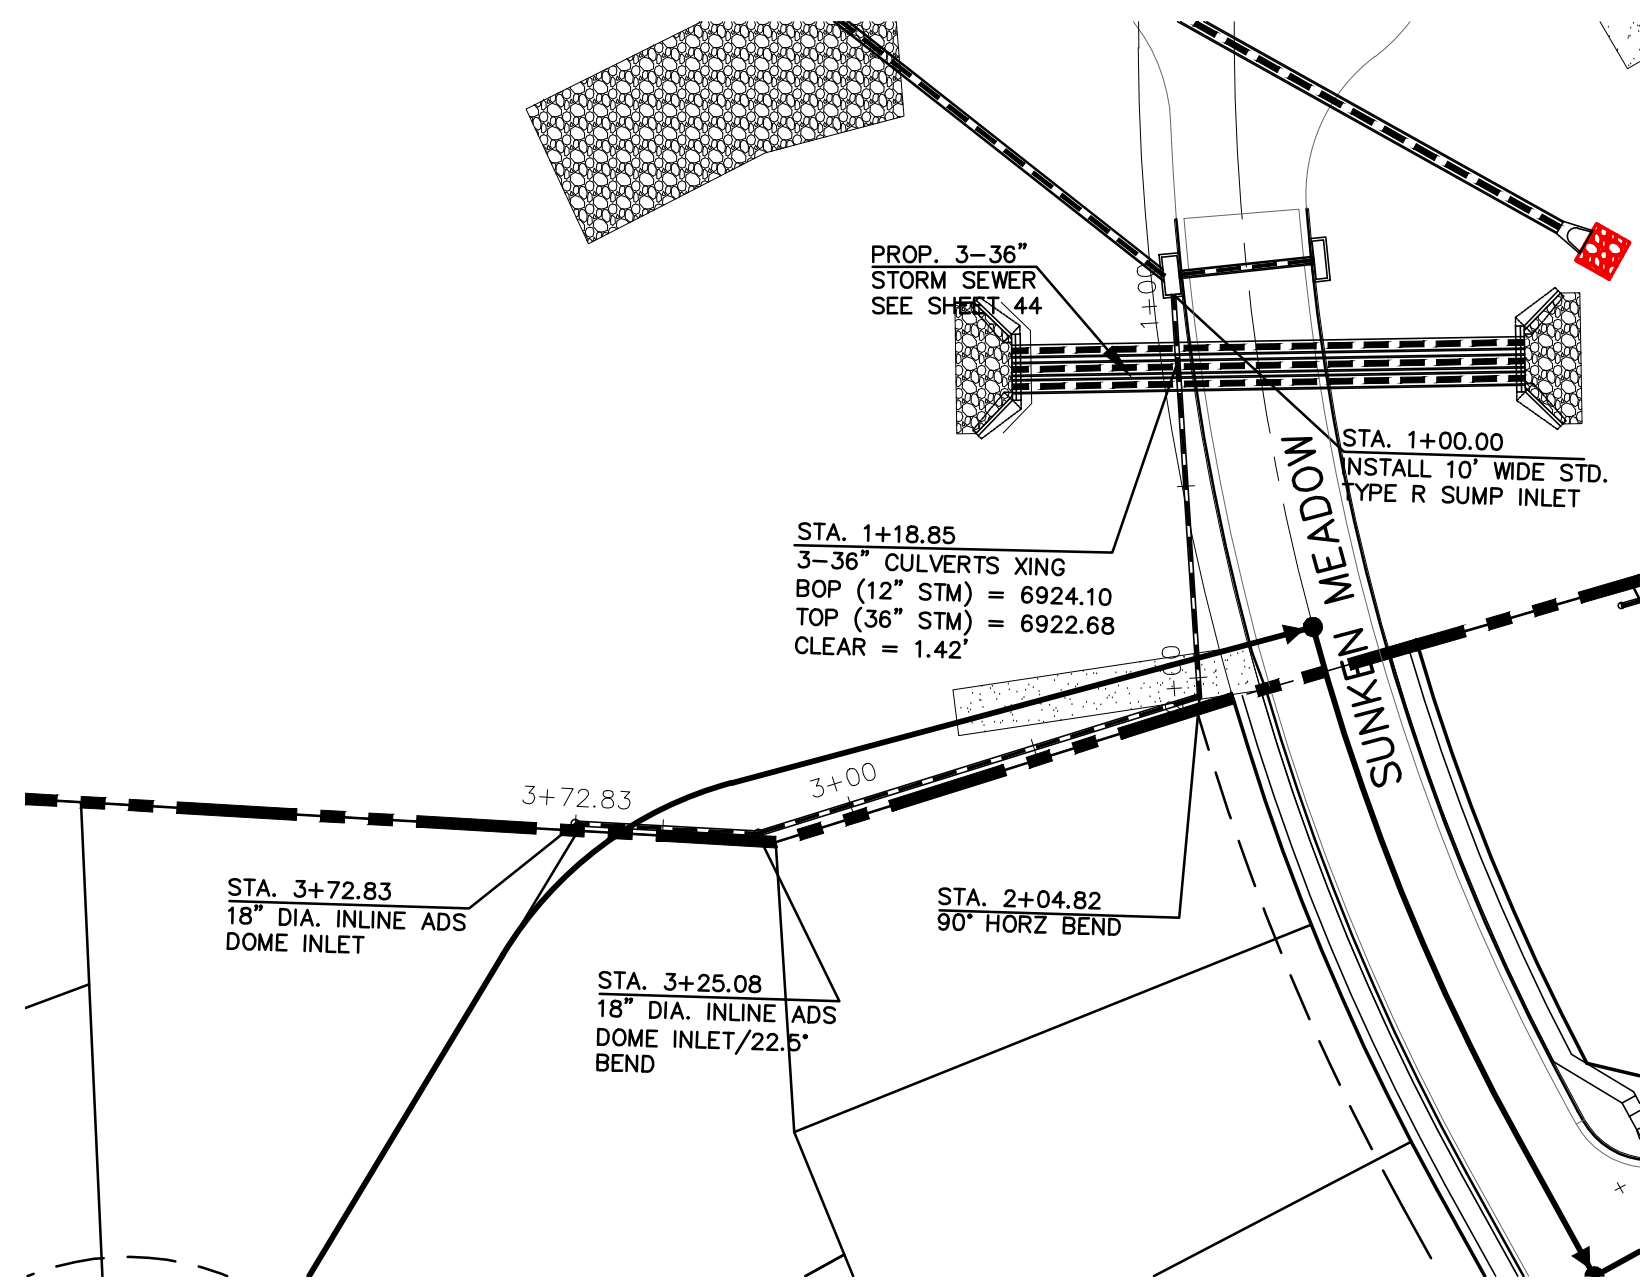 PROP. 3-36"
STORM SEWER
SEE SHEET 44
1+00
STA. 1+00.00
INSTALL 10' WIDE STD.
TYPE R SUMP INLET
SUNKEN MEADOW
STA. 1+18.85
3-36" CULVERTS XING
BOP (12" STM) = 6924.10
TOP (36" STM) = 6922.68
CLEAR = 1.42'
3+00
3+72.83
STA. 3+72.83
18" DIA. INLINE ADS
DOME INLET
STA. 2+04.82
90° HORZ BEND
STA. 3+25.08
18" DIA. INLINE ADS
DOME INLET/22.5°
BEND